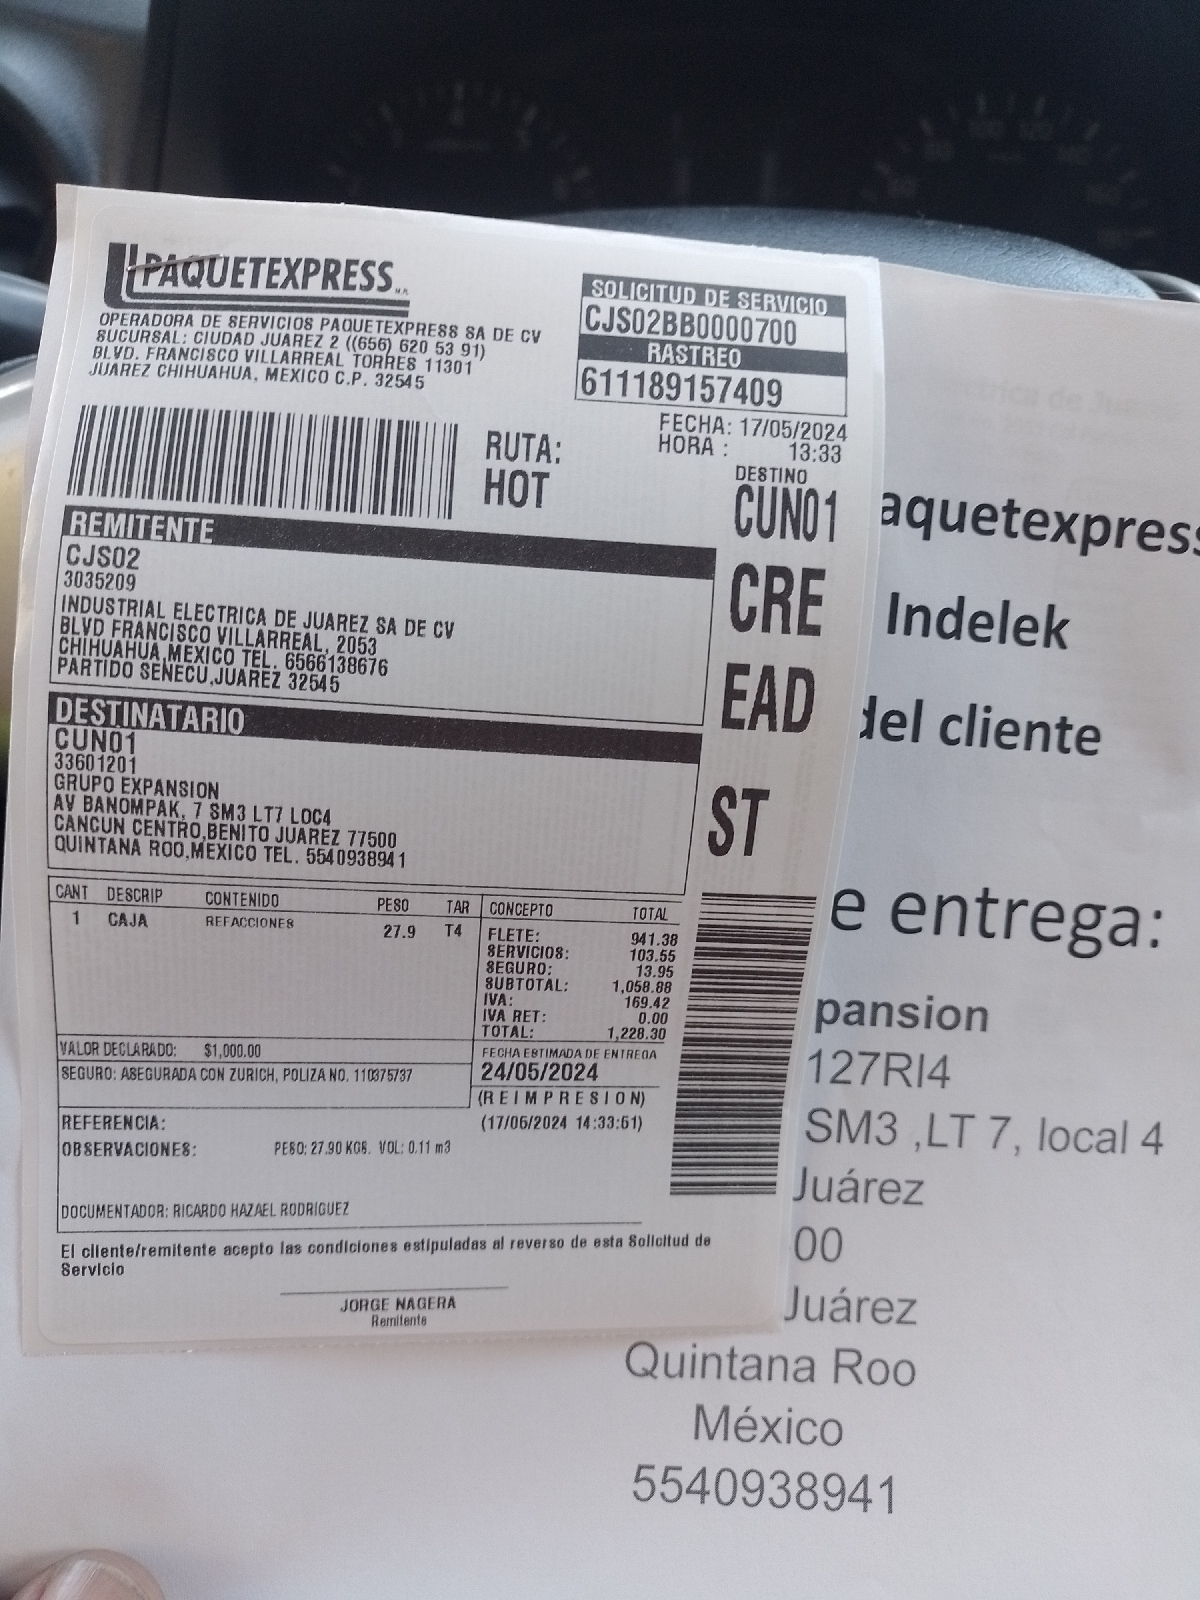 PAQUETEXPRESS
OPERADORA DE SERVICIOS PAQUETEXPRESS SA DE CV
SUCURSAL: CIUDAD JUAREZ 2 ((656) 620 53 91)
BLVD. FRANCISCO VILLARREAL TORRES 11301
JUAREZ CHIHUAHUA, MEXICO C.P. 32545
SOLICITUD DE SERVICIO
CJS02BB0000700
RASTREO
611189157409
FECHA: 17/05/2024
HORA : 13:33
RUTA:
HOT
DESTINO
CUN01
CRE
EAD
ST
REMITENTE
CJS02
3035209
INDUSTRIAL ELECTRICA DE JUAREZ SA DE CV
BLVD FRANCISCO VILLARREAL, 2053
CHIHUAHUA,MEXICO TEL. 6566138676
PARTIDO SENECU,JUAREZ 32545
DESTINATARIO
CUN01
33601201
GRUPO EXPANSION
AV BANOMPAK, 7 SM3 LT7 LOC4
CANCUN CENTRO,BENITO JUAREZ 77500
QUINTANA ROO,MEXICO TEL. 5540938941
CANT DESCRIP CONTENIDO PESO TAR
1 CAJA REFACCIONES 27.9 T4
CONCEPTO TOTAL
FLETE: 941.38
SERVICIOS: 103.55
SEGURO: 13.95
SUBTOTAL: 1,058.88
IVA: 169.42
IVA RET: 0.00
TOTAL: 1,228.30
VALOR DECLARADO: $1,000.00
SEGURO: ASEGURADA CON ZURICH, POLIZA NO. 110375737
FECHA ESTIMADA DE ENTREGA
24/05/2024
(REIMPRESION)
(17/05/2024 14:33:51)
REFERENCIA:
OBSERVACIONES: PESO: 27.90 KGS. VOL: 0.11 m3
DOCUMENTADOR: RICARDO HAZAEL RODRIGUEZ
El cliente/remitente acepto las condiciones estipuladas al reverso de esta Solicitud de
Servicio
JORGE NAGERA
Remitente
aquetexpress
Indelek
del cliente
e entrega:
pansion
127RI4
SM3 ,LT 7, local 4
Juárez
00
Juárez
Quintana Roo
México
5540938941